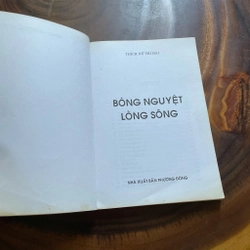 BÓNG NGUYỆT
LÒNG SÔNG
NHÀ XUẤT BẢN PHƯƠNG ĐÔNG